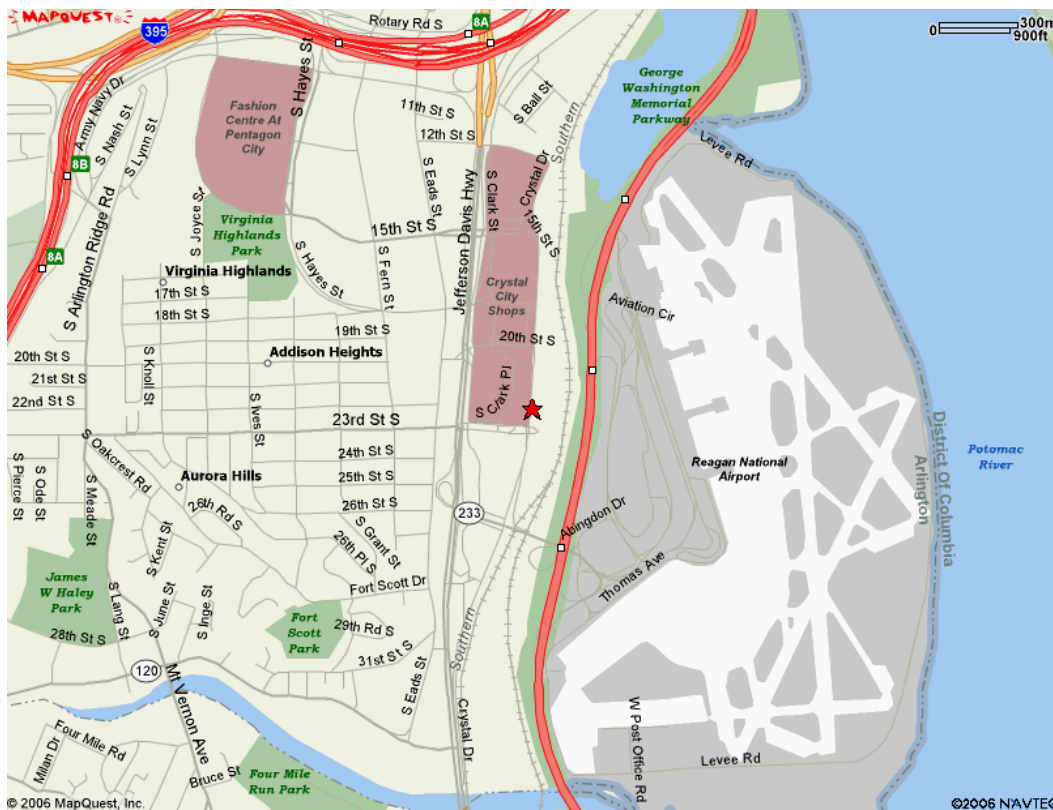 MAPQUEST
395
Rotary Rd S
8A
300m
900ft
George
Washington
Memorial
Parkway
Army Navy Dr
S Nash St
S Lynn St
S Hayes St
Fashion
Centre At
Pentagon
City
11th St S
12th St S
S Ball St
Southern
Levee Rd
8B
S Eads St
Jefferson Davis Hwy
S Clark St
Crystal Dr
15th St S
S Joyce St
Virginia
Highlands
Park
15th St S
S Arlington Ridge Rd
8A
Virginia Highlands
17th St S
18th St S
S Hayes St
S Fern St
Crystal
City
Shops
Aviation Cir
19th St S
20th St S
20th St S
Addison Heights
21st St S
22nd St S
S Knoll St
S Ives St
S Clark Pl
23rd St S
S Oakcrest Rd
24th St S
25th St S
26th St S
Aurora Hills
S Pierce St
S Ode St
S Meade St
26th Rd S
Reagan National
Airport
District Of Columbia
Arlington
Potomac
River
233
Abingdon Dr
S Kent St
S Grant St
26th Pl S
Thomas Ave
James
W Haley
Park
Fort Scott Dr
S Lang St
S June St
S Inge St
Fort
Scott
Park
29th Rd S
31st St S
Southern
28th St S
120
Mt Vernon Ave
S Eads St
Crystal Dr
W Post Office Rd
Levee Rd
Four Mile Rd
Milan Dr
Bruce St
Four Mile
Run Park
© 2006 MapQuest, Inc.
©2006 NAVTE